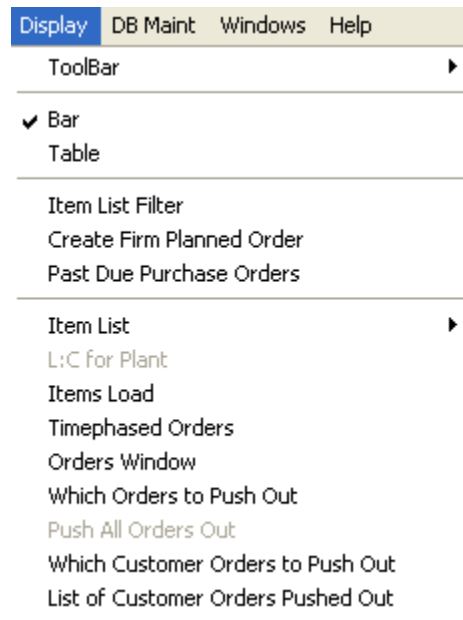 Display DB Maint Windows Help
ToolBar
Bar
Table
Item List Filter
Create Firm Planned Order
Past Due Purchase Orders
Item List
L:C for Plant
Items Load
Timephased Orders
Orders Window
Which Orders to Push Out
Push All Orders Out
Which Customer Orders to Push Out
List of Customer Orders Pushed Out